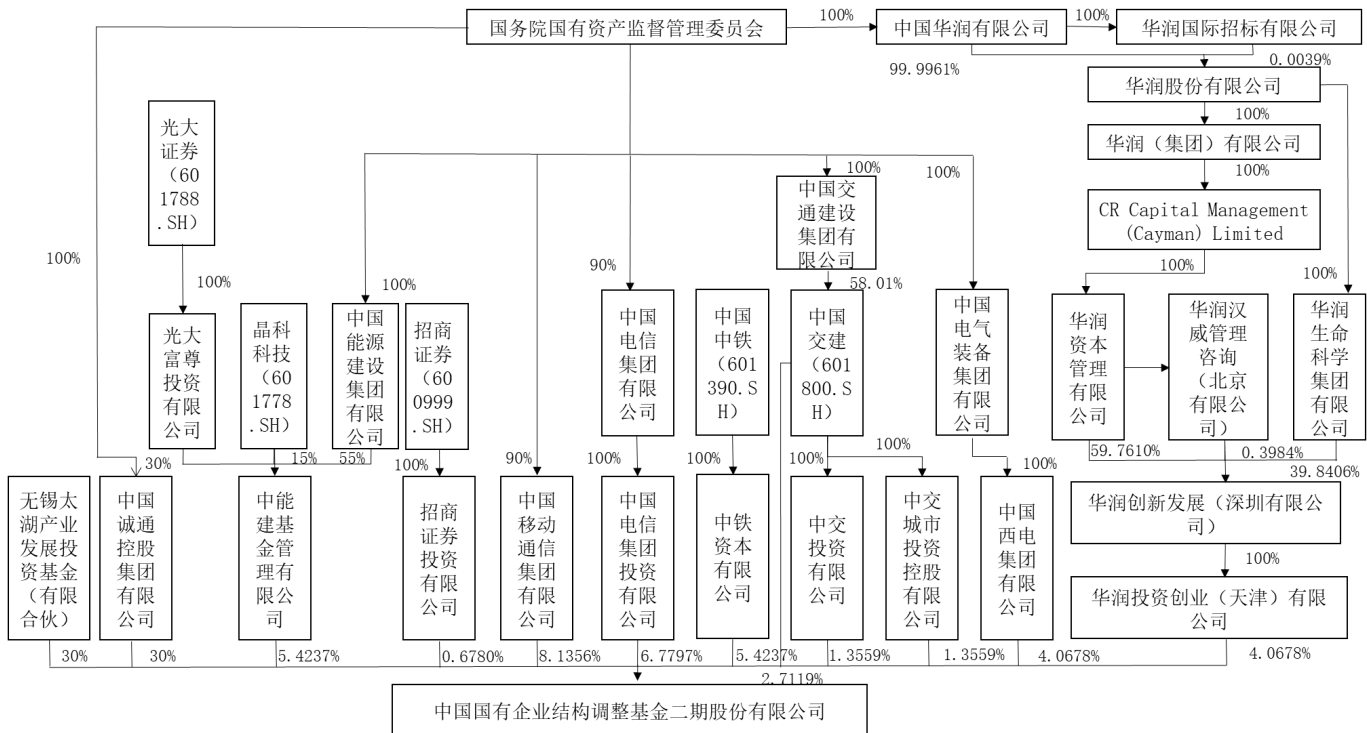 国务院国有资产监督管理委员会
100%
中国华润有限公司
100%
华润国际招标有限公司
99.9961%
0.0039%
华润股份有限公司
100%
华润（集团）有限公司
100%
CR Capital Management
(Cayman) Limited
100%
100%
光大
证券
（60
1788
.SH）
100%
100%
100%
100%
中国交
通建设
集团有
限公司
100%
90%
58.01%
光大
富尊
投资
有限
公司
晶科
科技
（60
1778
.SH）
中国
能源
建设
集团
有限
公司
招商
证券
（60
0999
.SH）
中国
电信
集团
有限
公司
中国
中铁
（601
390.S
H）
中国
交建
（601
800.S
H）
中国
电气
装备
集团
有限
公司
华润
资本
管理
有限
公司
华润汉
威管理
咨询
（北京
有限公
司）
华润
生命
科学
集团
有限
公司
30%
15%
55%
100%
90%
100%
100%
100%
100%
100%
59.7610%
0.3984%
39.8406%
无锡太
湖产业
发展投
资基金
（有限
合伙）
中国
诚通
控股
集团
有限
公司
中能
建基
金管
理有
限公
司
招商
证券
投资
有限
公司
中国
移动
通信
集团
有限
公司
中国
电信
集团
投资
有限
公司
中铁
资本
有限
公司
中交
投资
有限
公司
中交
城市
投资
控股
有限
公司
中国
西电
集团
有限
公司
华润创新发展（深圳有限公
司）
100%
华润投资创业（天津）有限
公司
30%
30%
5.4237%
0.6780%
8.1356%
6.7797%
5.4237%
2.7119%
1.3559%
1.3559%
4.0678%
4.0678%
中国国有企业结构调整基金二期股份有限公司